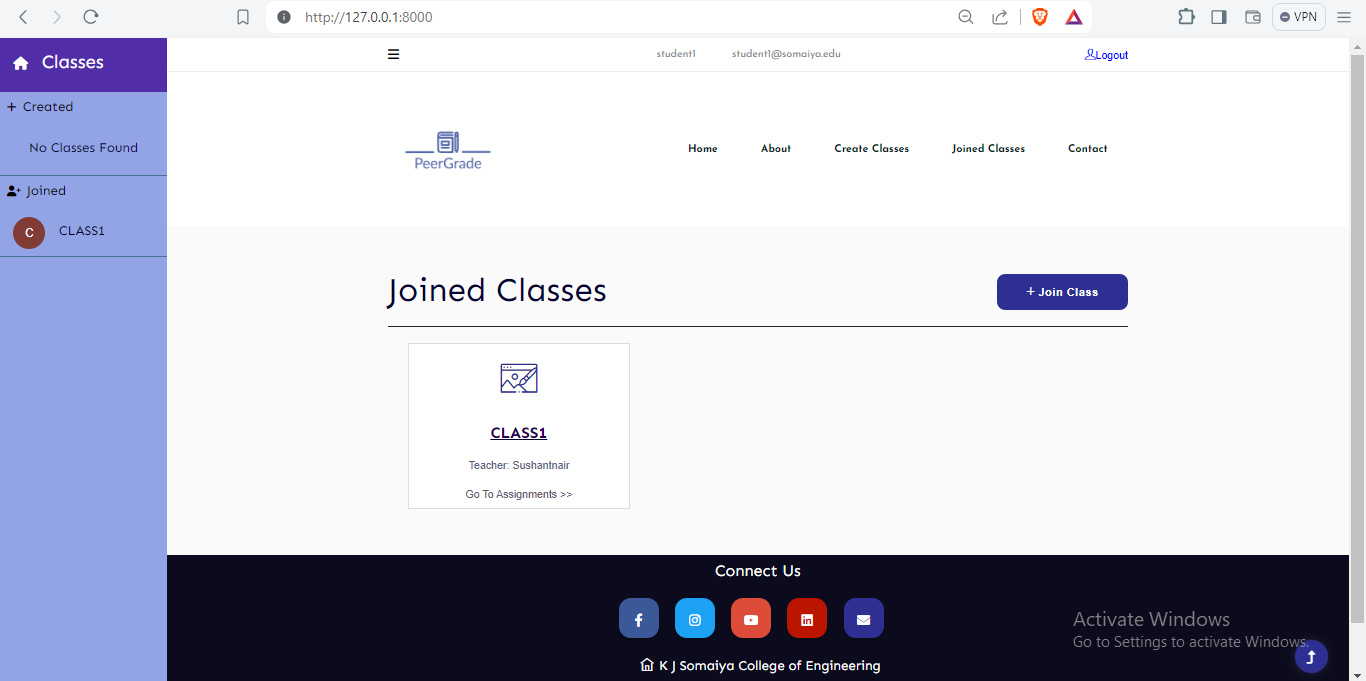 http://127.0.0.1:8000
VPN
Classes
student1 student1@somaiya.edu Logout
+ Created
No Classes Found
Joined
C CLASS1
PeerGrade
Home About Create Classes Joined Classes Contact
Joined Classes
+ Join Class
CLASS1
Teacher: Sushantnair
Go To Assignments >>
Connect Us
K J Somaiya College of Engineering
Activate Windows
Go to Settings to activate Windows.